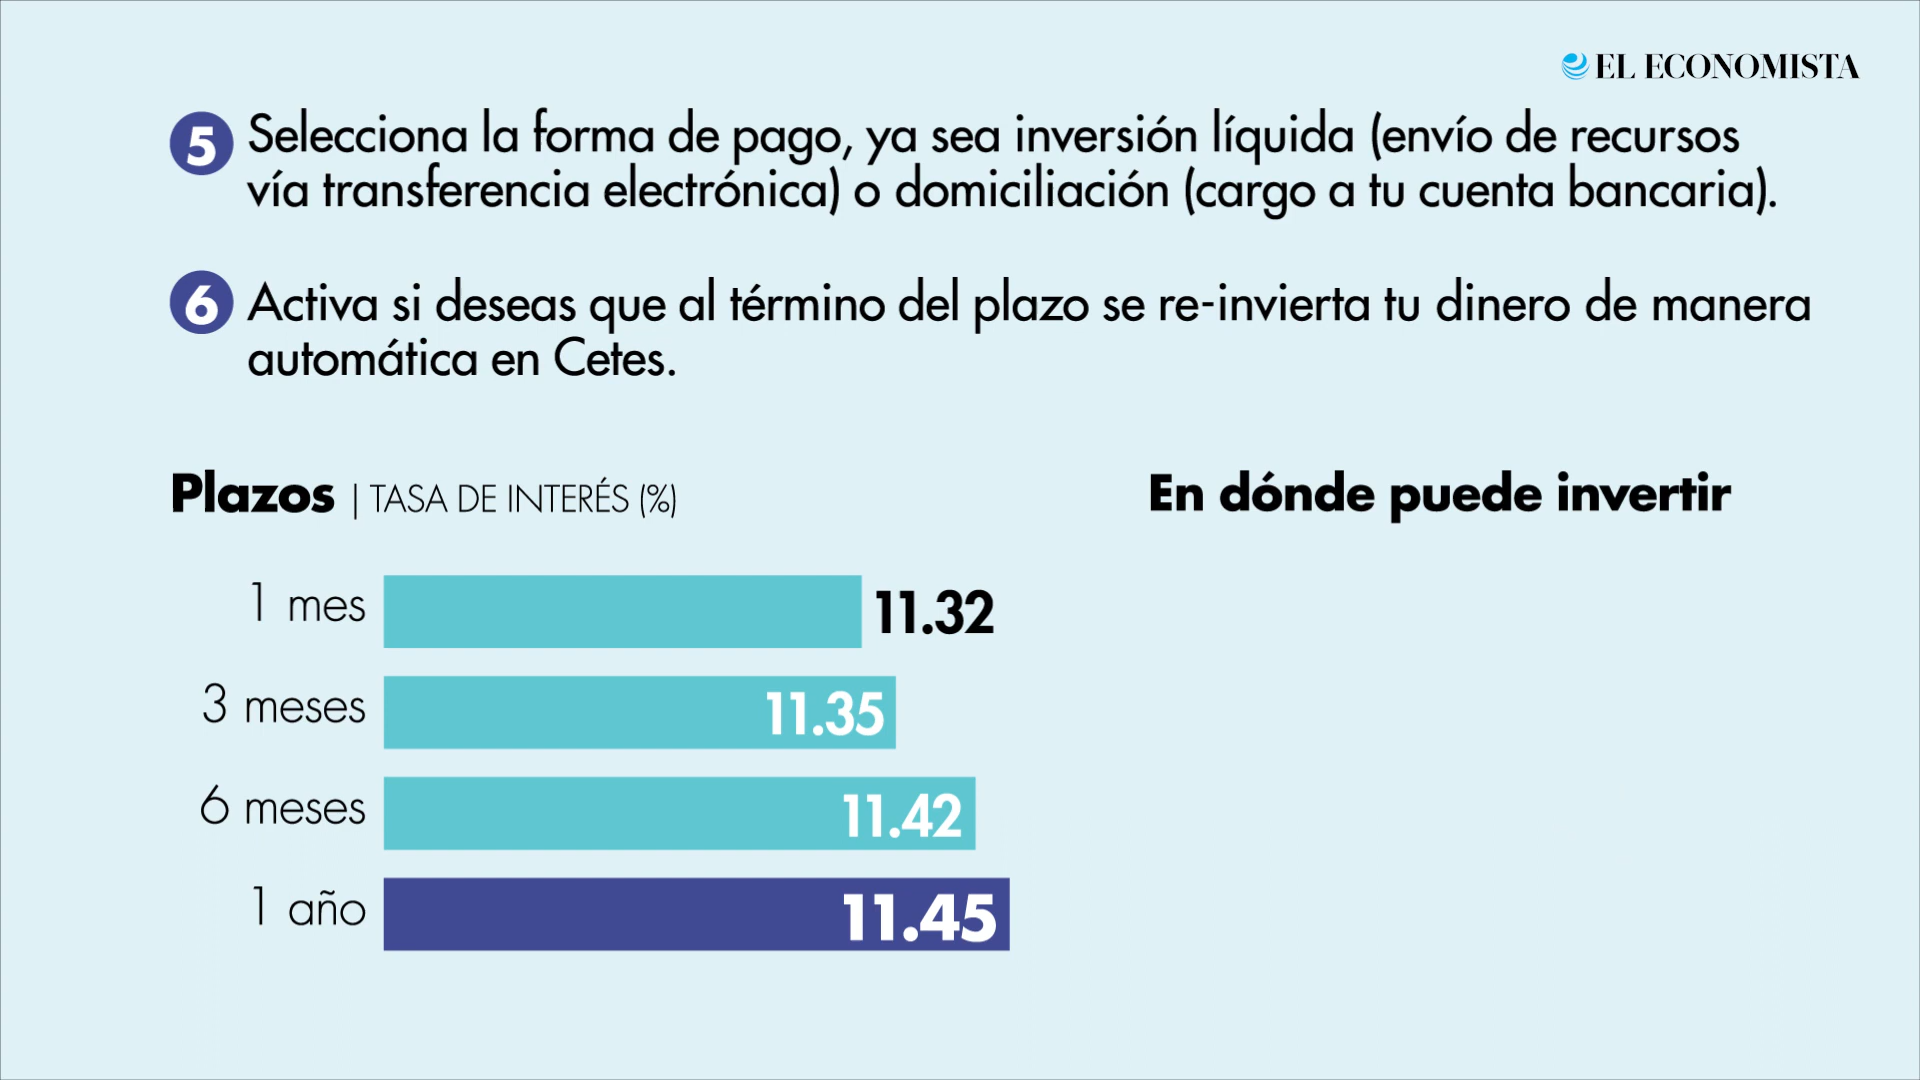 EL ECONOMISTA
5 Selecciona la forma de pago, ya sea inversión líquida (envío de recursos
vía transferencia electrónica) o domiciliación (cargo a tu cuenta bancaria).
6 Activa si deseas que al término del plazo se re-invierta tu dinero de manera
automática en Cetes.
Plazos | TASA DE INTERÉS (%)
1 mes 11.32
3 meses 11.35
6 meses 11.42
1 año 11.45
En dónde puede invertir